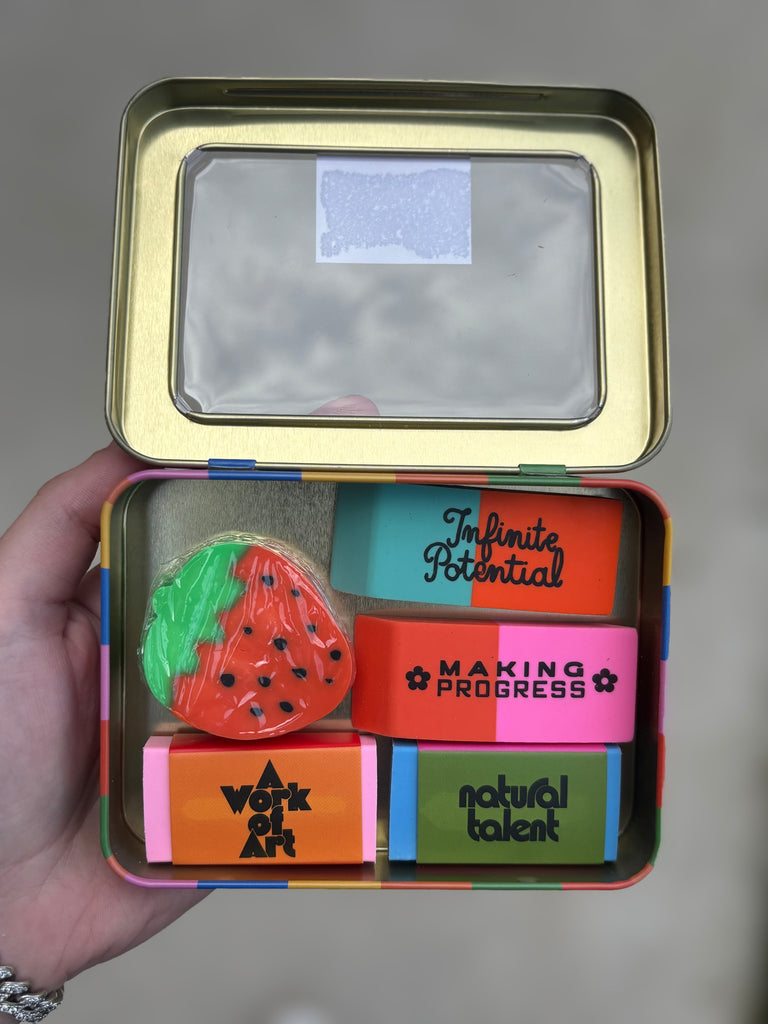 Infinite
Potential
MAKING
PROGRESS
A
work
of
Art
natural
talent